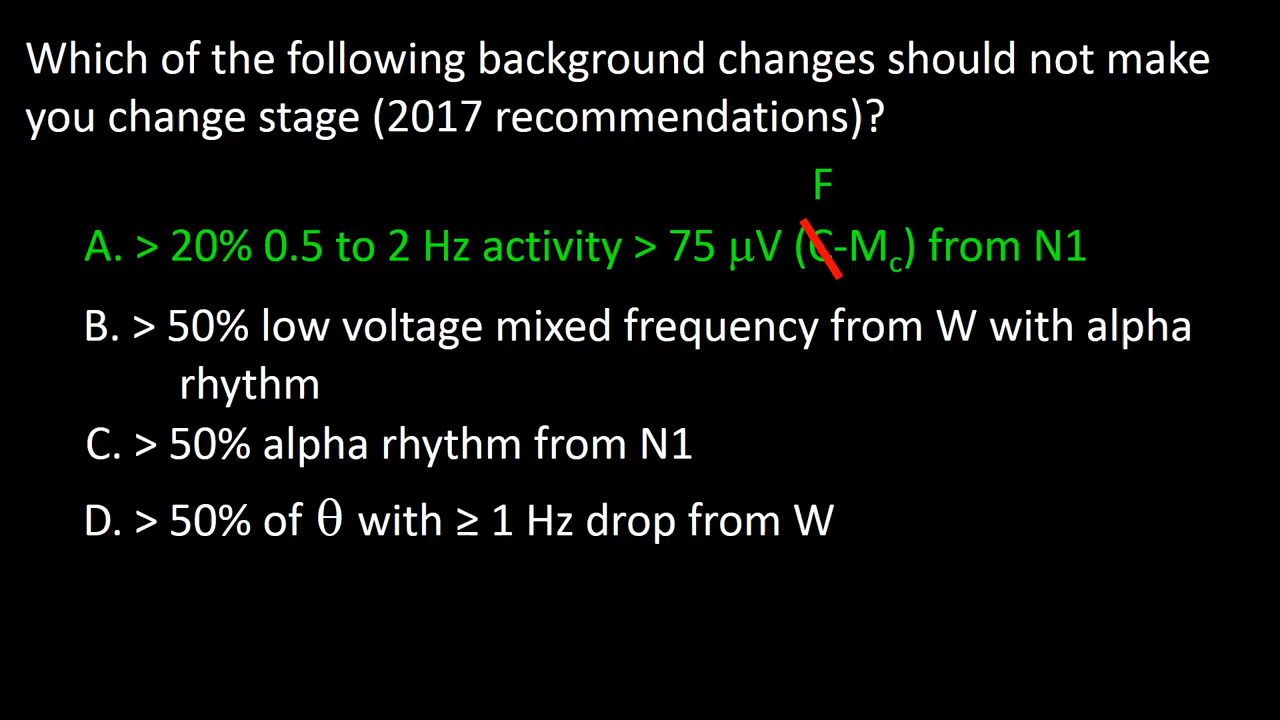 Which of the following background changes should not make
you change stage (2017 recommendations)?
F
A. > 20% 0.5 to 2 Hz activity > 75 μV (C-Mc) from N1
B. > 50% low voltage mixed frequency from W with alpha
rhythm
C. > 50% alpha rhythm from N1
D. > 50% of θ with ≥ 1 Hz drop from W